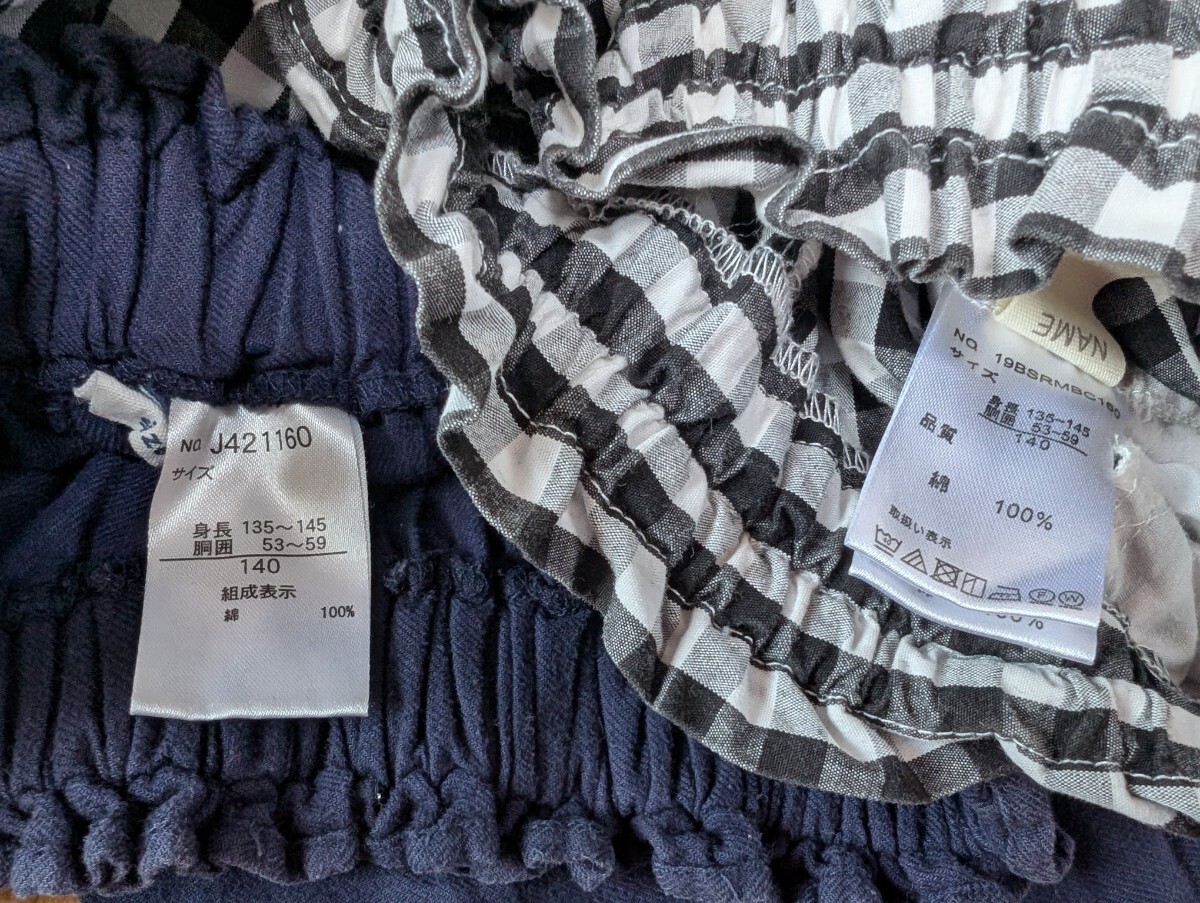 No. J421160
サイズ
身長 135~145
胴囲 53~59
140
組成表示
綿 100%
NAME
No. 19BSRMBC160
サイズ
身長 135-145
胴囲 53-59
140
品質
綿
100%
取扱い表示
F W